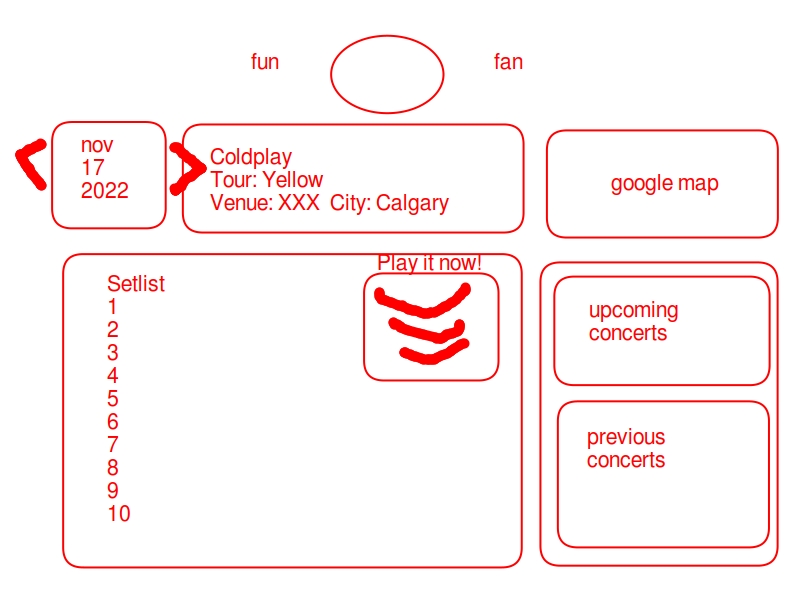 fun fan
nov
17
2022
Coldplay
Tour: Yellow
Venue: XXX City: Calgary
google map
Setlist
1
2
3
4
5
6
7
8
9
10
Play it now!
upcoming
concerts
previous
concerts